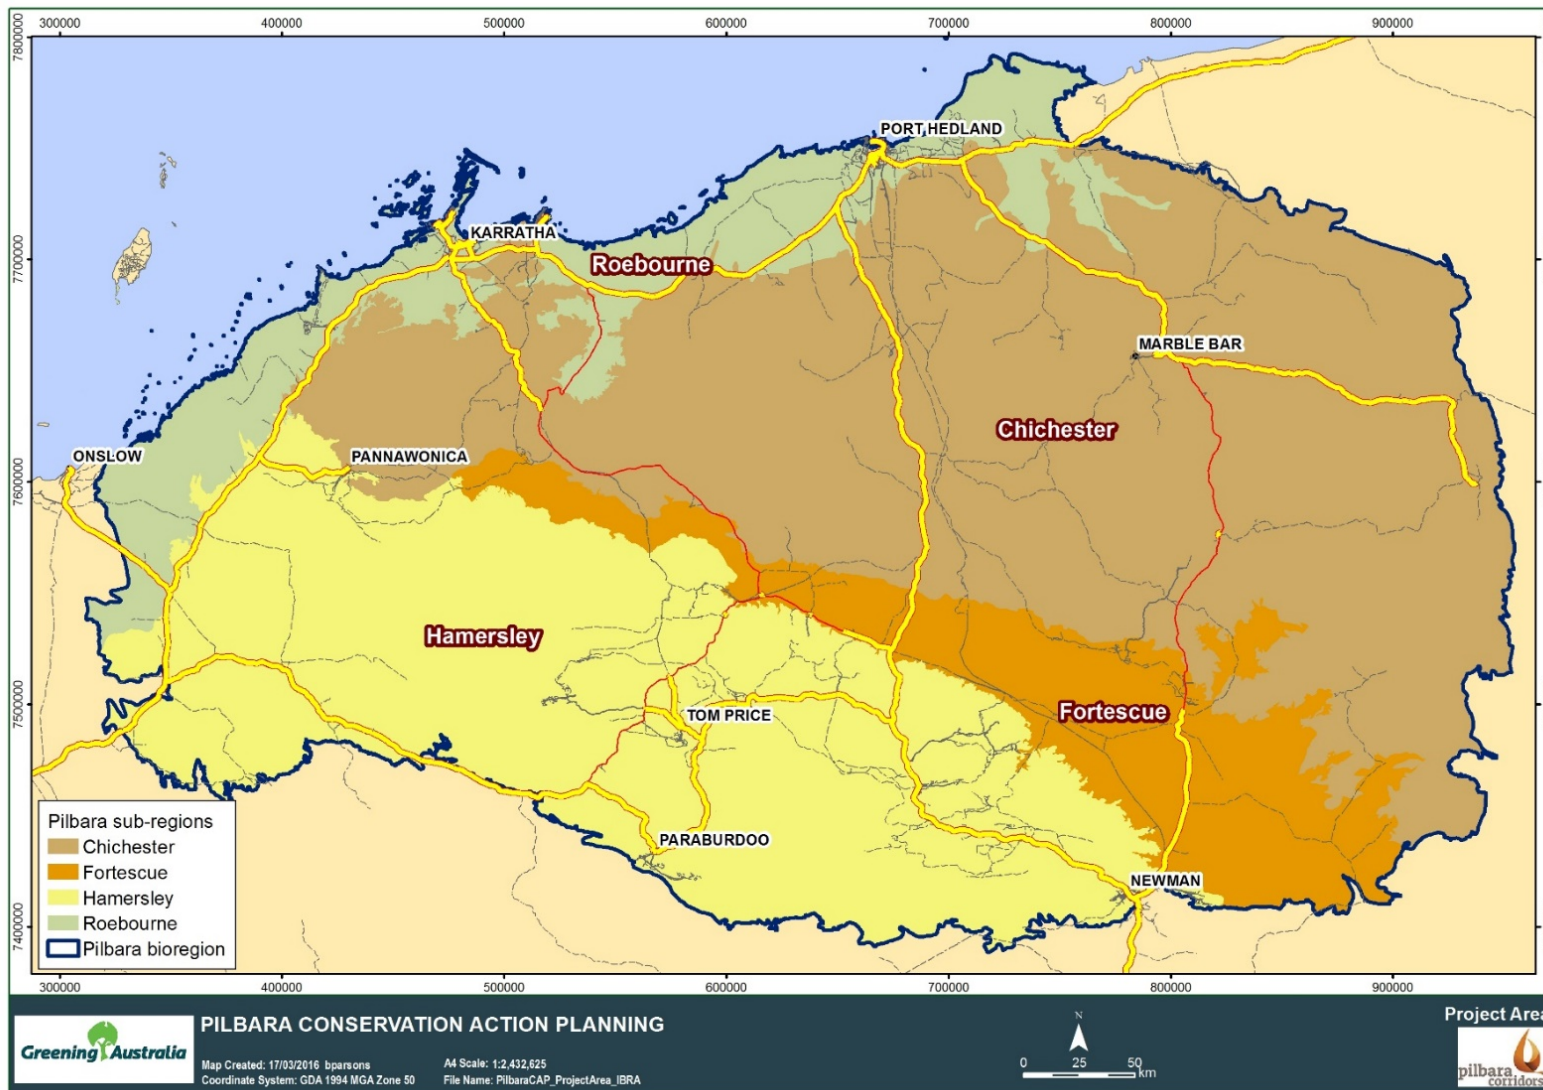 300000 400000 500000 600000 700000 800000 900000
7800000
PORT HEDLAND
KARRATHA
7700000
Roebourne
MARBLE BAR
Chichester
ONSLOW
PANNAWONICA
7600000
Hamersley
Fortescue
7500000
TOM PRICE
Pilbara sub-regions
Chichester
Fortescue
Hamersley
Roebourne
Pilbara bioregion
PARABURDOO
NEWMAN
7400000
300000 400000 500000 600000 700000 800000 900000
Greening Australia
PILBARA CONSERVATION ACTION PLANNING
Map Created: 17/03/2016 bparsons
A4 Scale: 1:2,432,625
Coordinate System: GDA 1994 MGA Zone 50
File Name: PilbaraCAP_ProjectArea_IBRA
N
0 25 50
km
Project Area
pilbara
corridors